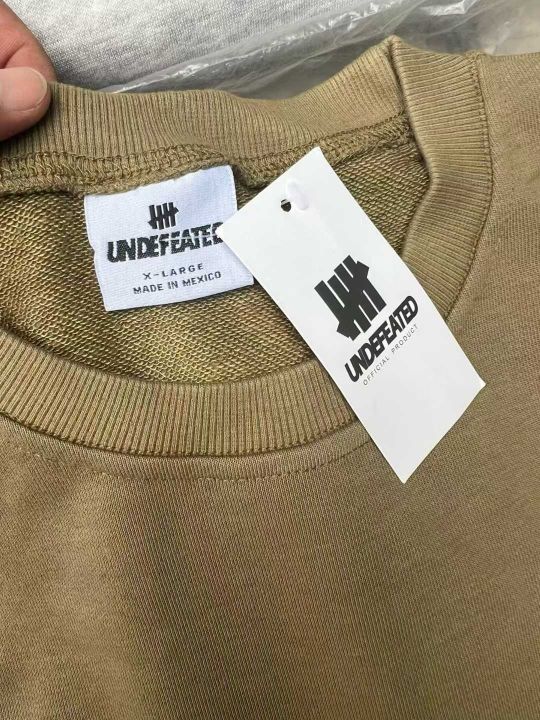 UNDEFEATED
X-LARGE
MADE IN MEXICO
UNDEFEATED
OFFICIAL PRODUCT